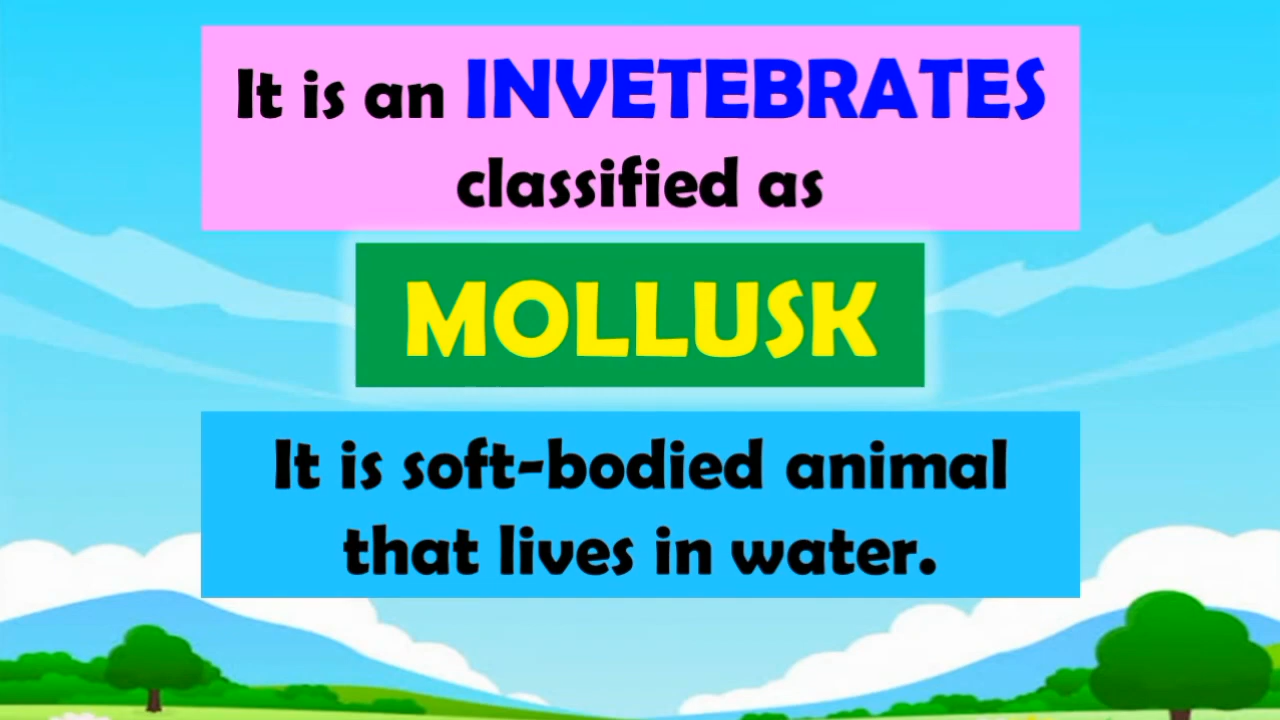 It is an INVETEBRATES
classified as
MOLLUSK
It is soft-bodied animal
that lives in water.